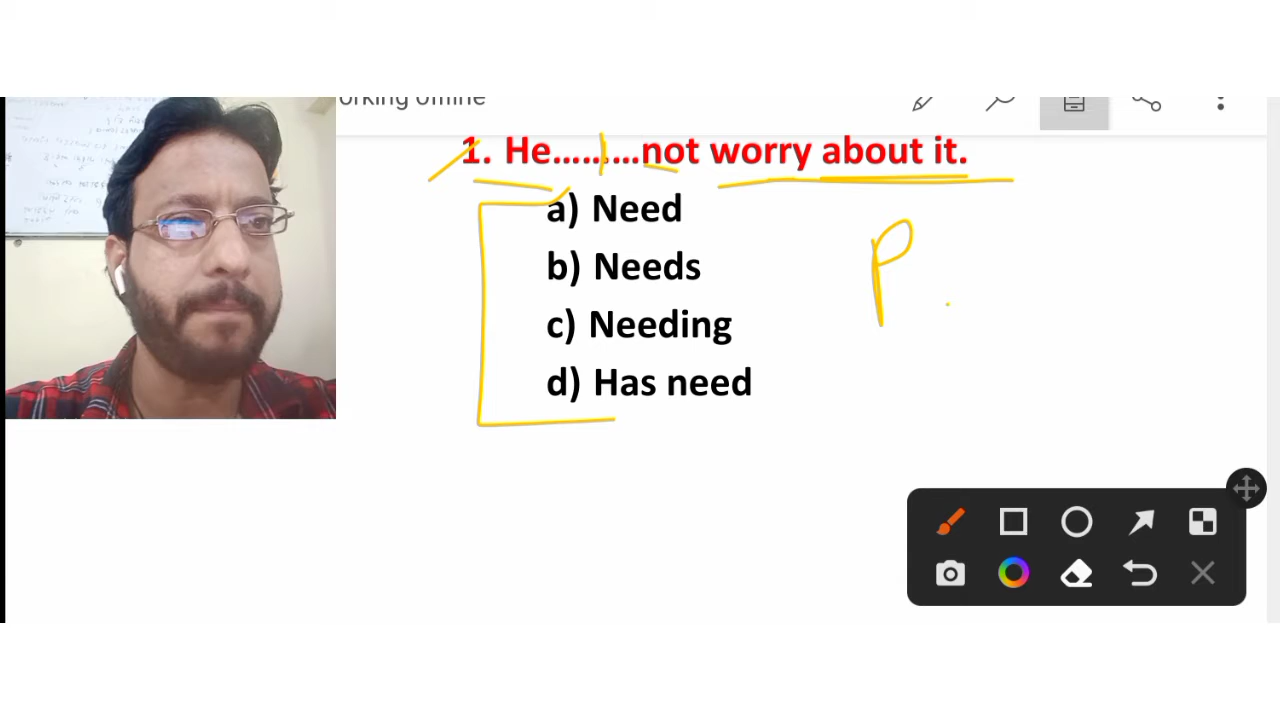 orking offline
1. He.........not worry about it.
a) Need
b) Needs
c) Needing
d) Has need
P